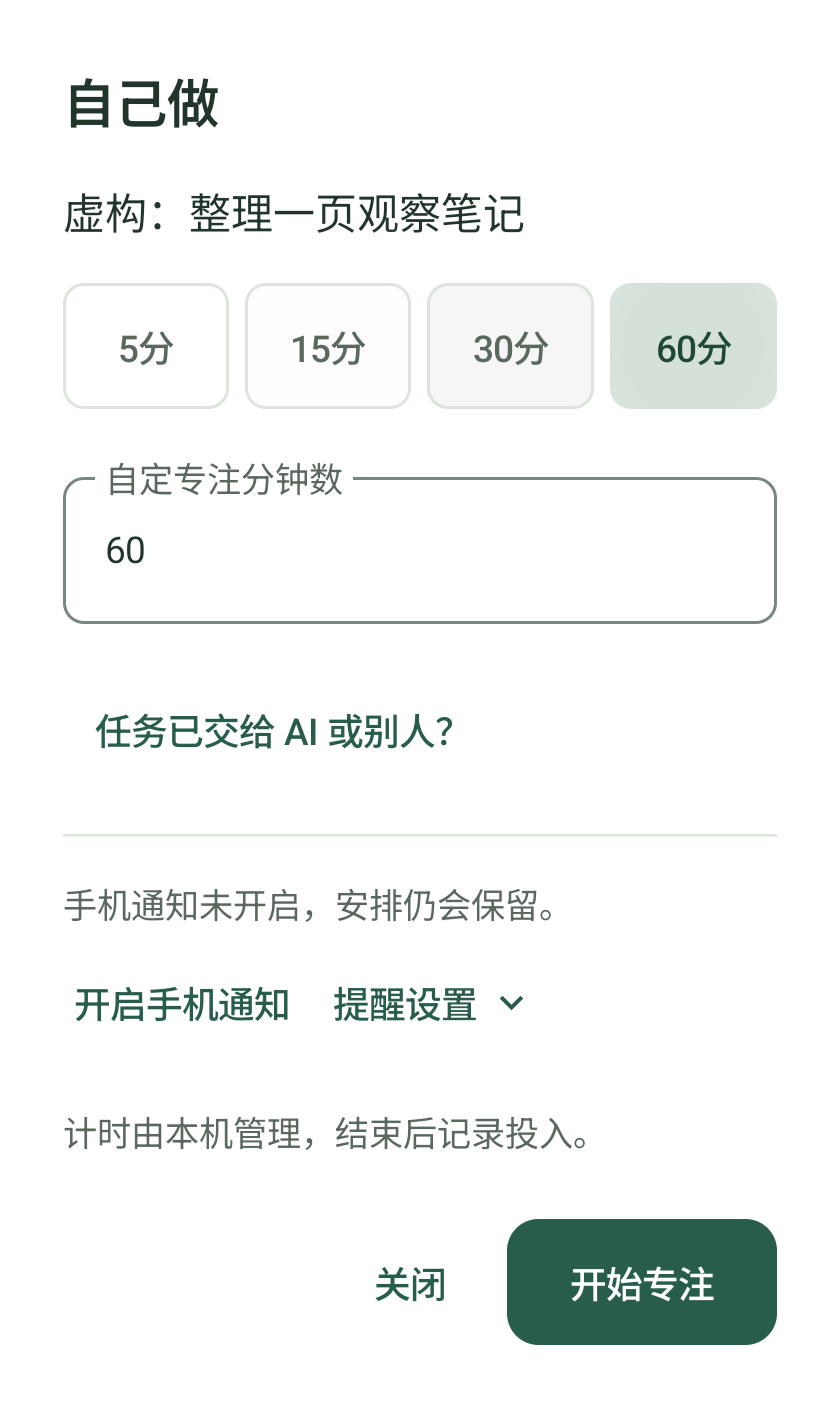 自己做
虚构：整理一页观察笔记
5分 15分 30分 60分
自定专注分钟数
60
任务已交给 AI 或别人？
手机通知未开启，安排仍会保留。
开启手机通知 提醒设置
计时由本机管理，结束后记录投入。
关闭 开始专注